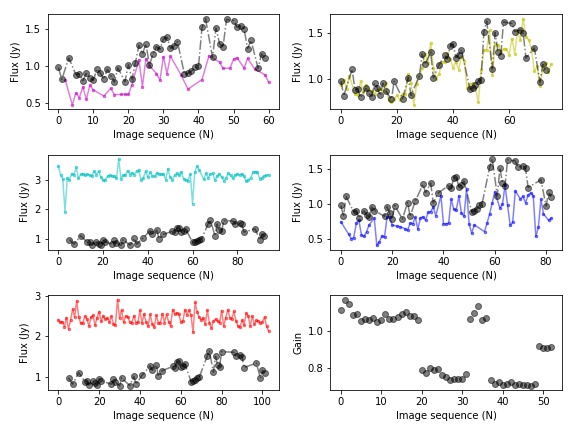 1.5
1.0
0.5
Flux (Jy)
0 10 20 30 40 50 60
Image sequence (N)
1.5
1.0
Flux (Jy)
0 20 40 60
Image sequence (N)
3
2
1
Flux (Jy)
0 20 40 60 80
Image sequence (N)
1.5
1.0
0.5
Flux (Jy)
0 20 40 60 80
Image sequence (N)
3
2
1
Flux (Jy)
0 20 40 60 80 100
Image sequence (N)
1.0
0.8
Gain
0 10 20 30 40 50
Image sequence (N)